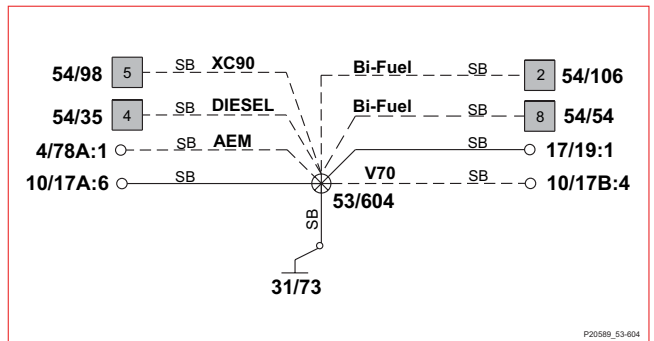 54/98 5 SB XC90 Bi-Fuel SB 2 54/106
54/35 4 SB DIESEL Bi-Fuel SB 8 54/54
4/78A:1 SB AEM SB 17/19:1
10/17A:6 SB V70 SB 10/17B:4
53/604
SB
31/73
P20589_53-604